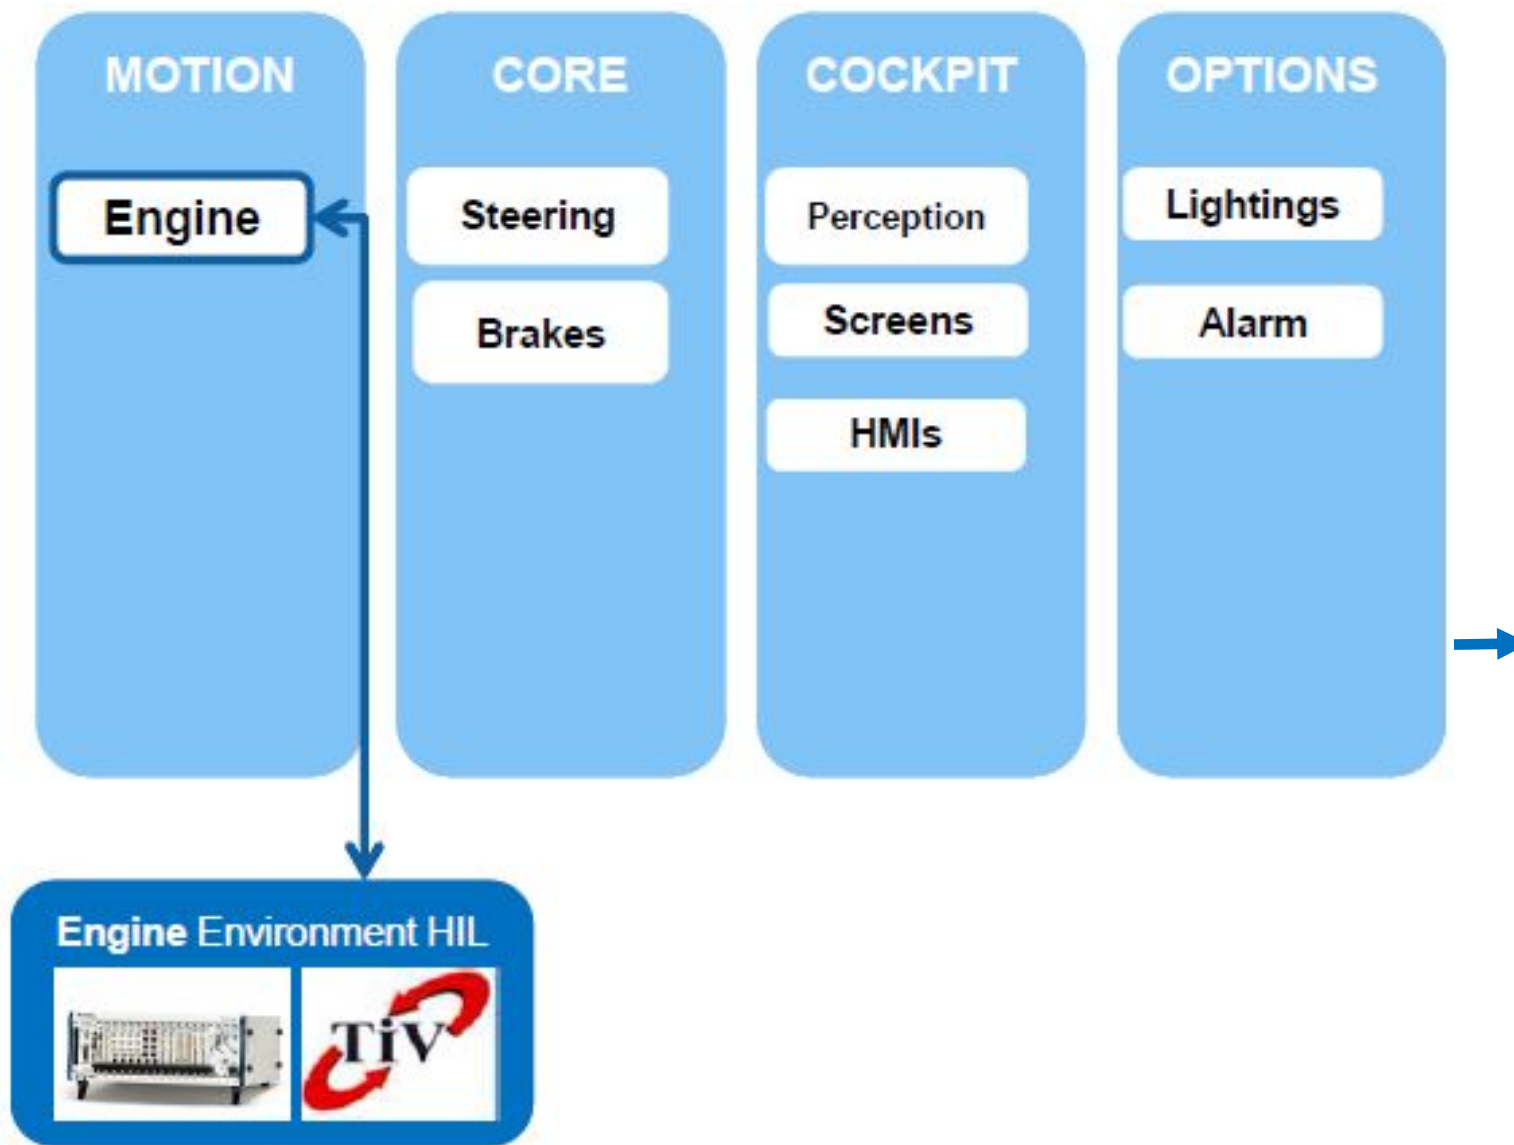 MOTION
CORE
COCKPIT
OPTIONS
Engine
Steering
Perception
Lightings
Brakes
Screens
Alarm
HMIs
Engine Environment HIL
TiV